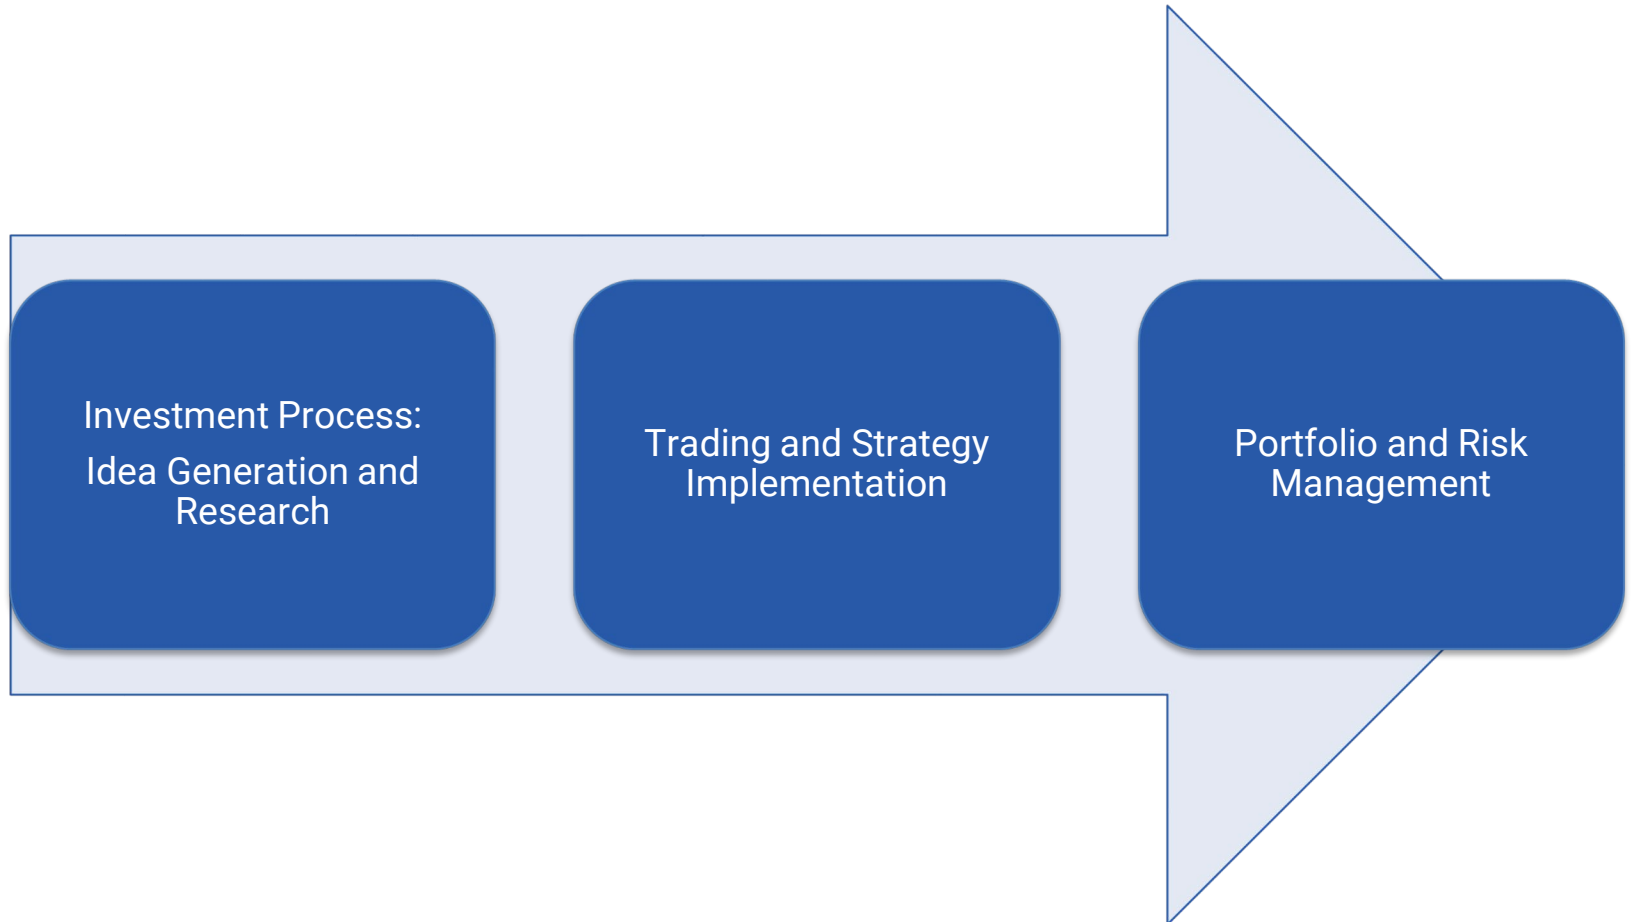 Investment Process:
Idea Generation and
Research
Trading and Strategy
Implementation
Portfolio and Risk
Management